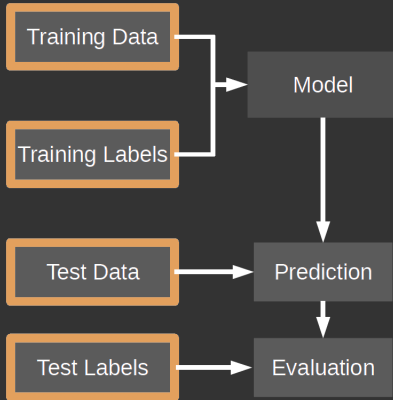 Training Data
Model
Training Labels
Test Data
Prediction
Test Labels
Evaluation